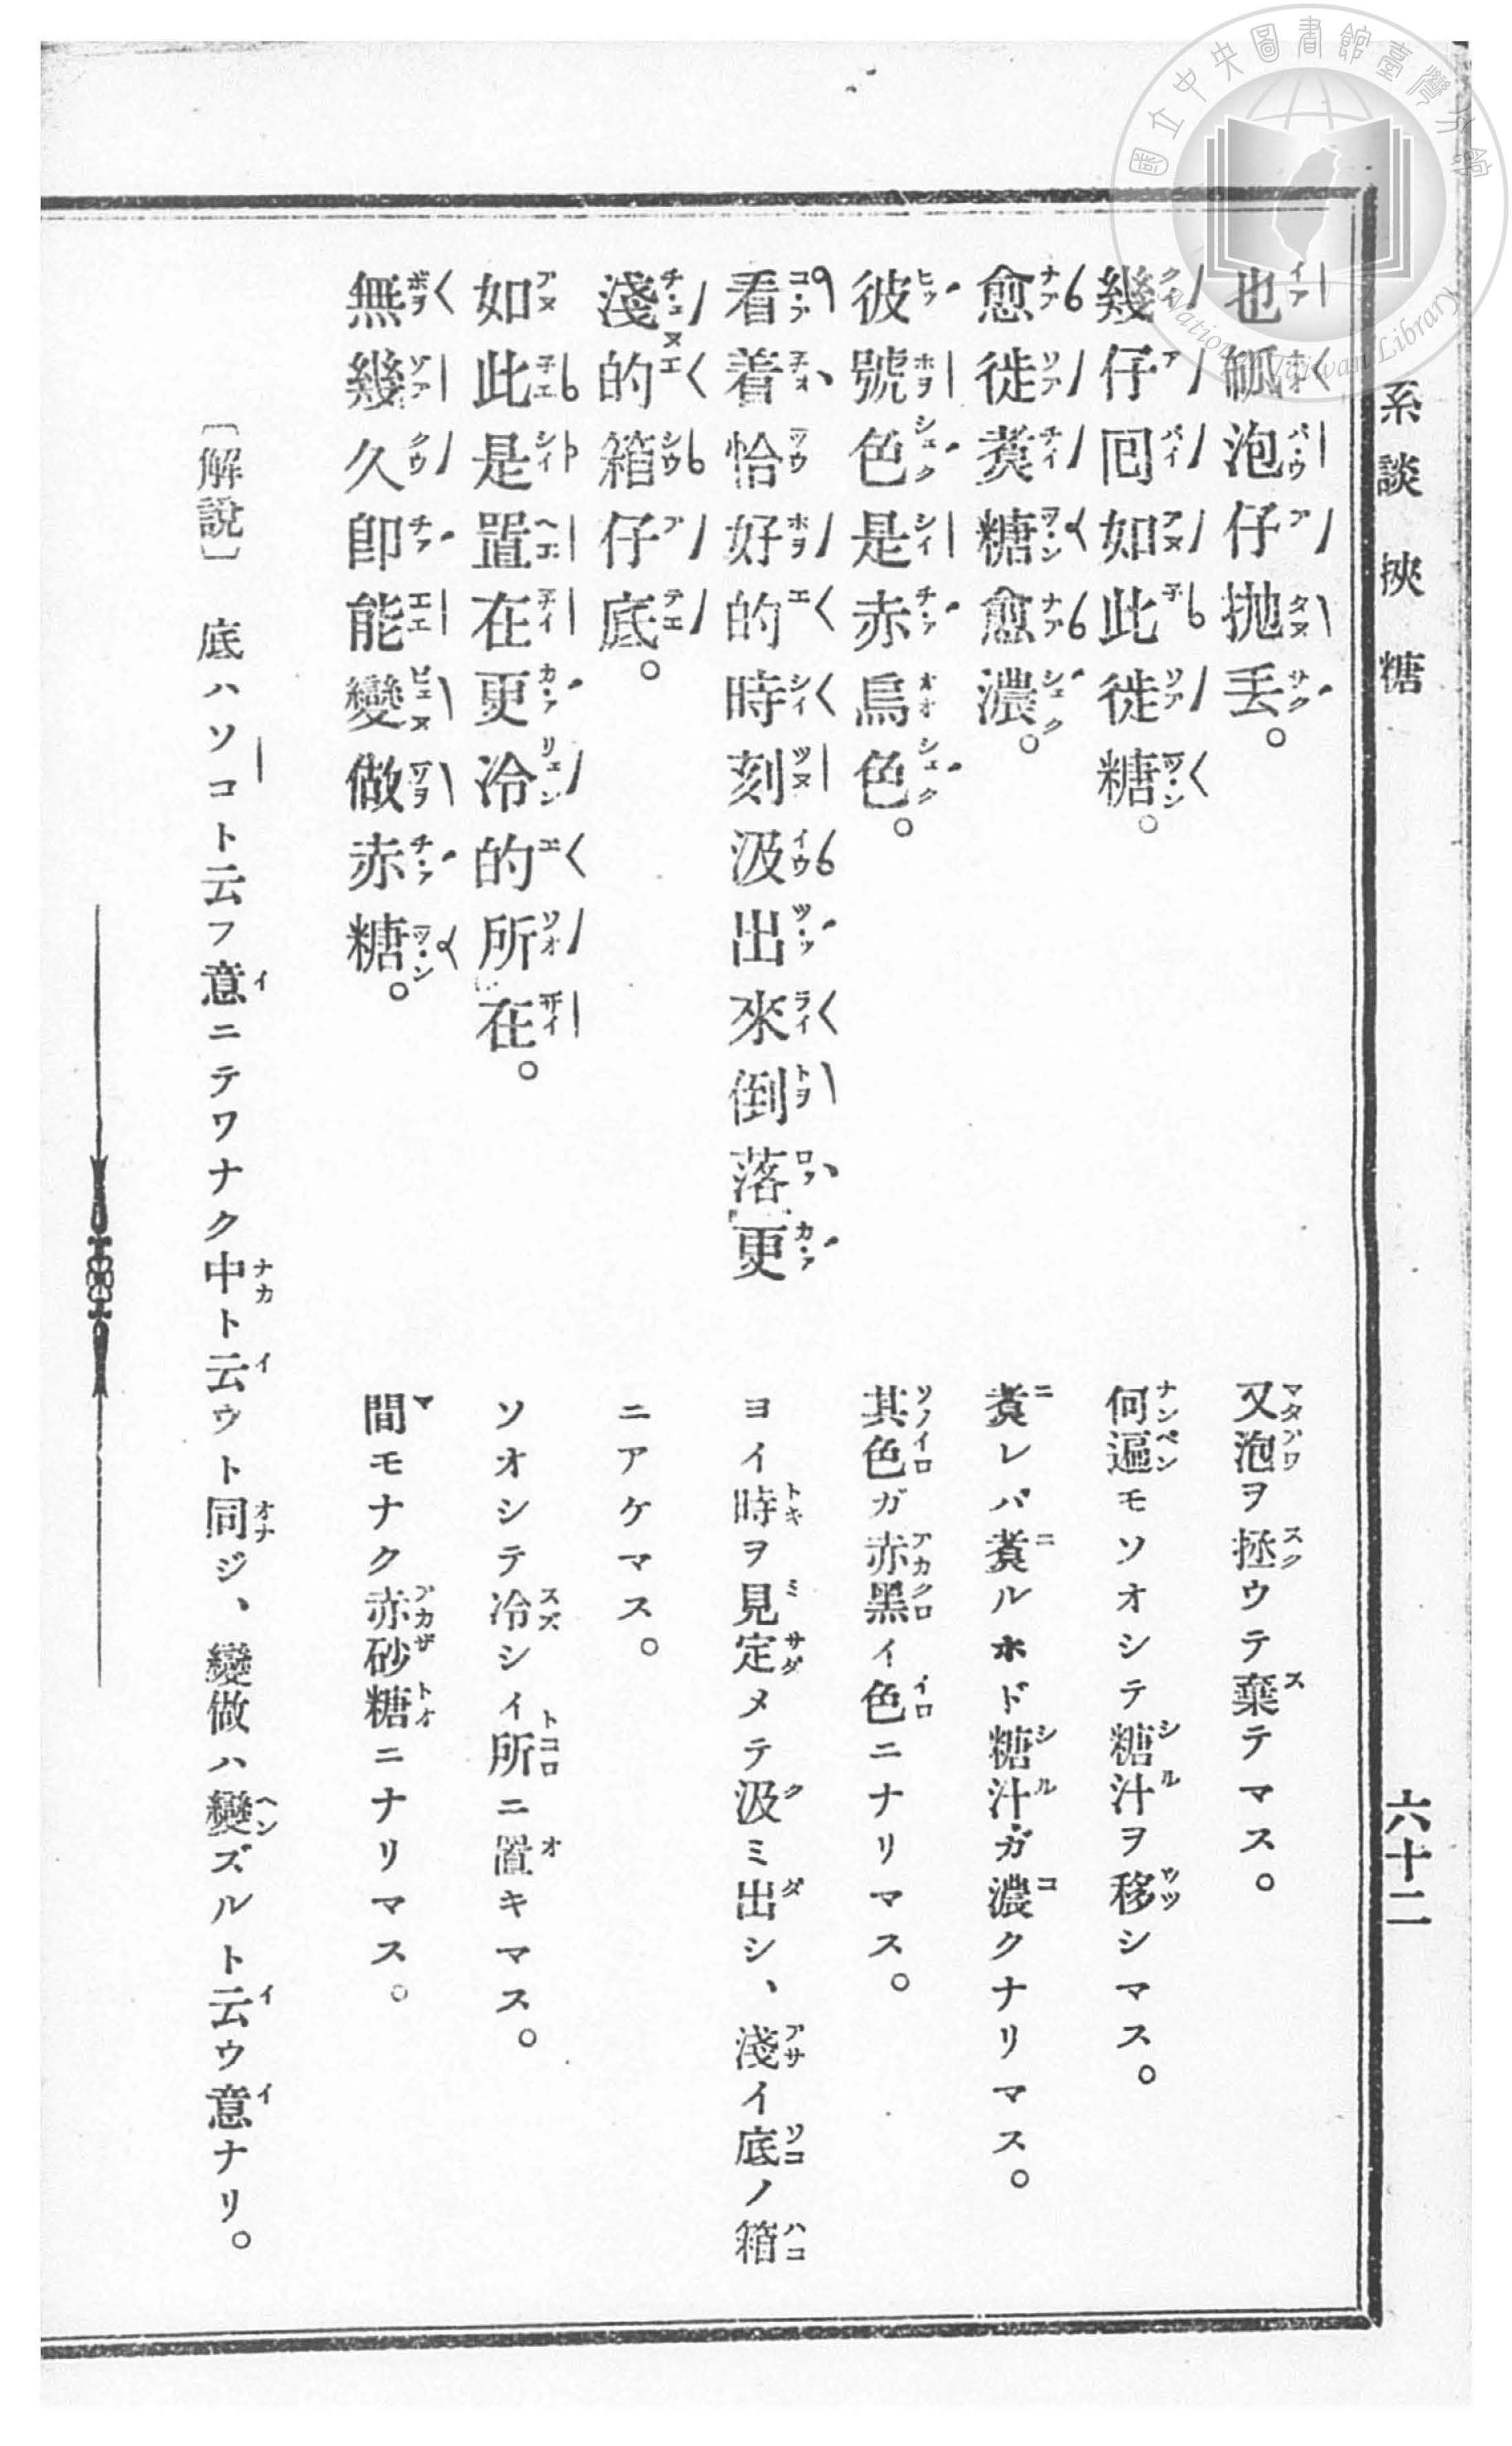 國立中央圖書館臺灣分館
National Taiwan Library
系談 挾糖
六十二
也觚泡仔抛丢。
又泡ヲ拯ウテ棄テマス。
幾仔囘如此徙糖。
何遍モソオシテ糖汁ヲ移シマス。
愈徙煑糖愈濃。
煑レバ煑ルホド糖汁ガ濃クナリマス。
彼號色是赤烏色。
其色ガ赤黑イ色ニナリマス。
看着恰好的時刻汲出來倒落更
ヨイ時ヲ見定メテ汲ミ出シ、淺イ底ノ箱
淺的箱仔底。
ニアケマス。
如此是置在更冷的所在。
ソオシテ冷シイ所ニ置キマス。
無幾久卽能變做赤糖。
間モナク赤砂糖ニナリマス。
〔解說〕 底ハソコト云フ意ニテワナク中ト云ウト同ジ、變做ハ變ズルト云ウ意ナリ。